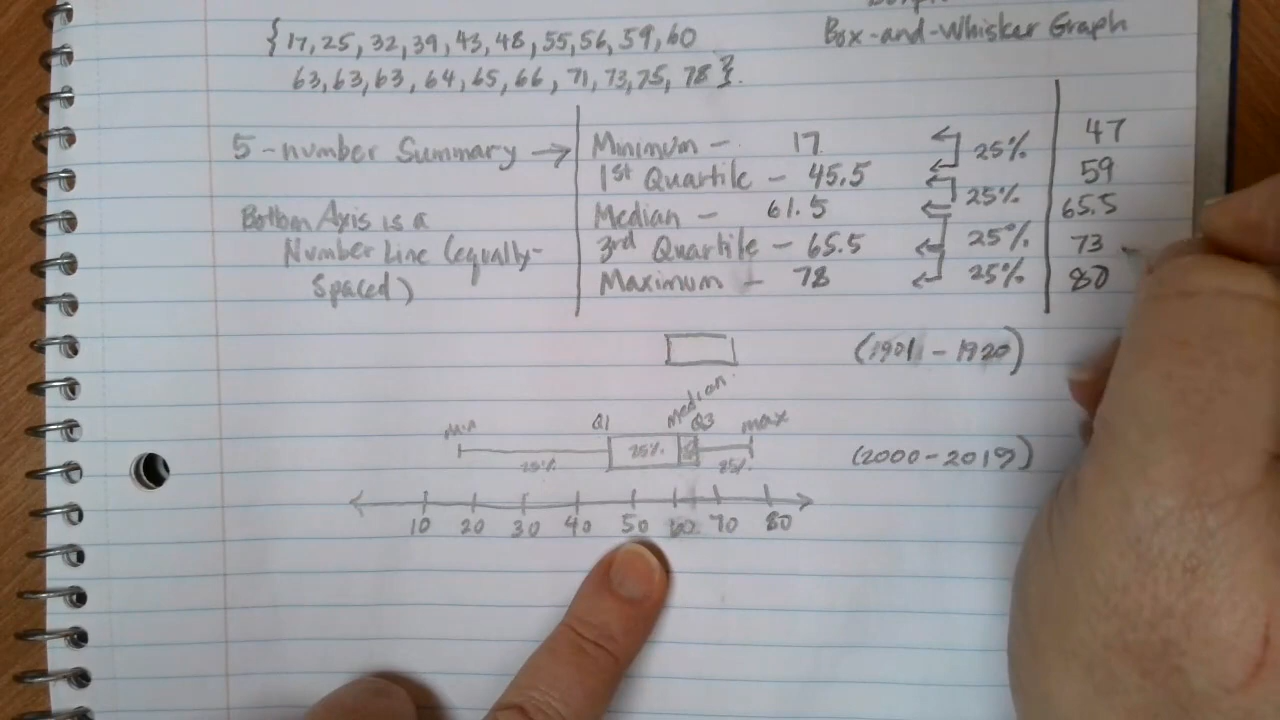 Box-and-Whisker Graph
{17, 25, 32, 39, 43, 48, 55, 56, 59, 60
63, 63, 63, 64, 65, 66, 71, 73, 75, 78}.
5-number Summary →
Minimum - 17 25% 47
1st Quartile - 45.5 25% 59
Median - 61.5 25% 65.5
3rd Quartile - 65.5 25% 73
Maximum - 78 80
Bottom Axis is a
Number Line (equally-
Spaced)
(1901 - 1920)
Min Q1 Median Q3 max
25% 25% 25%
(2000-2019)
10 20 30 40 50 60 70 80